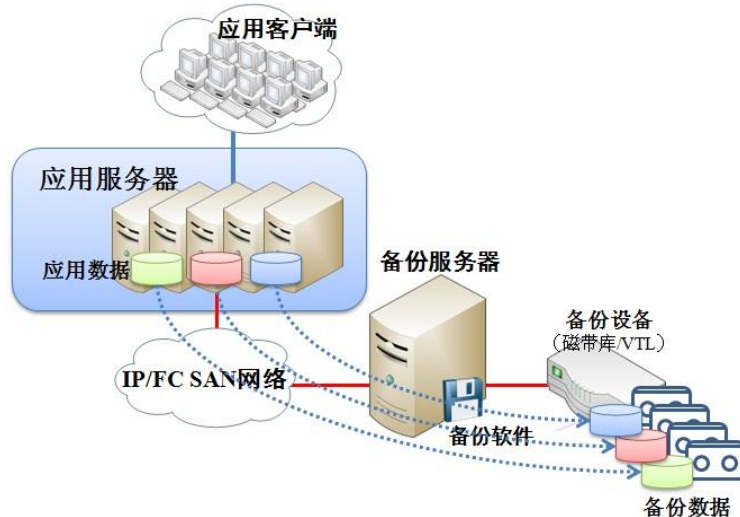 应用客户端
应用服务器
应用数据
备份服务器
备份设备
（磁带库/VTL）
IP/FC SAN网络
备份软件
备份数据